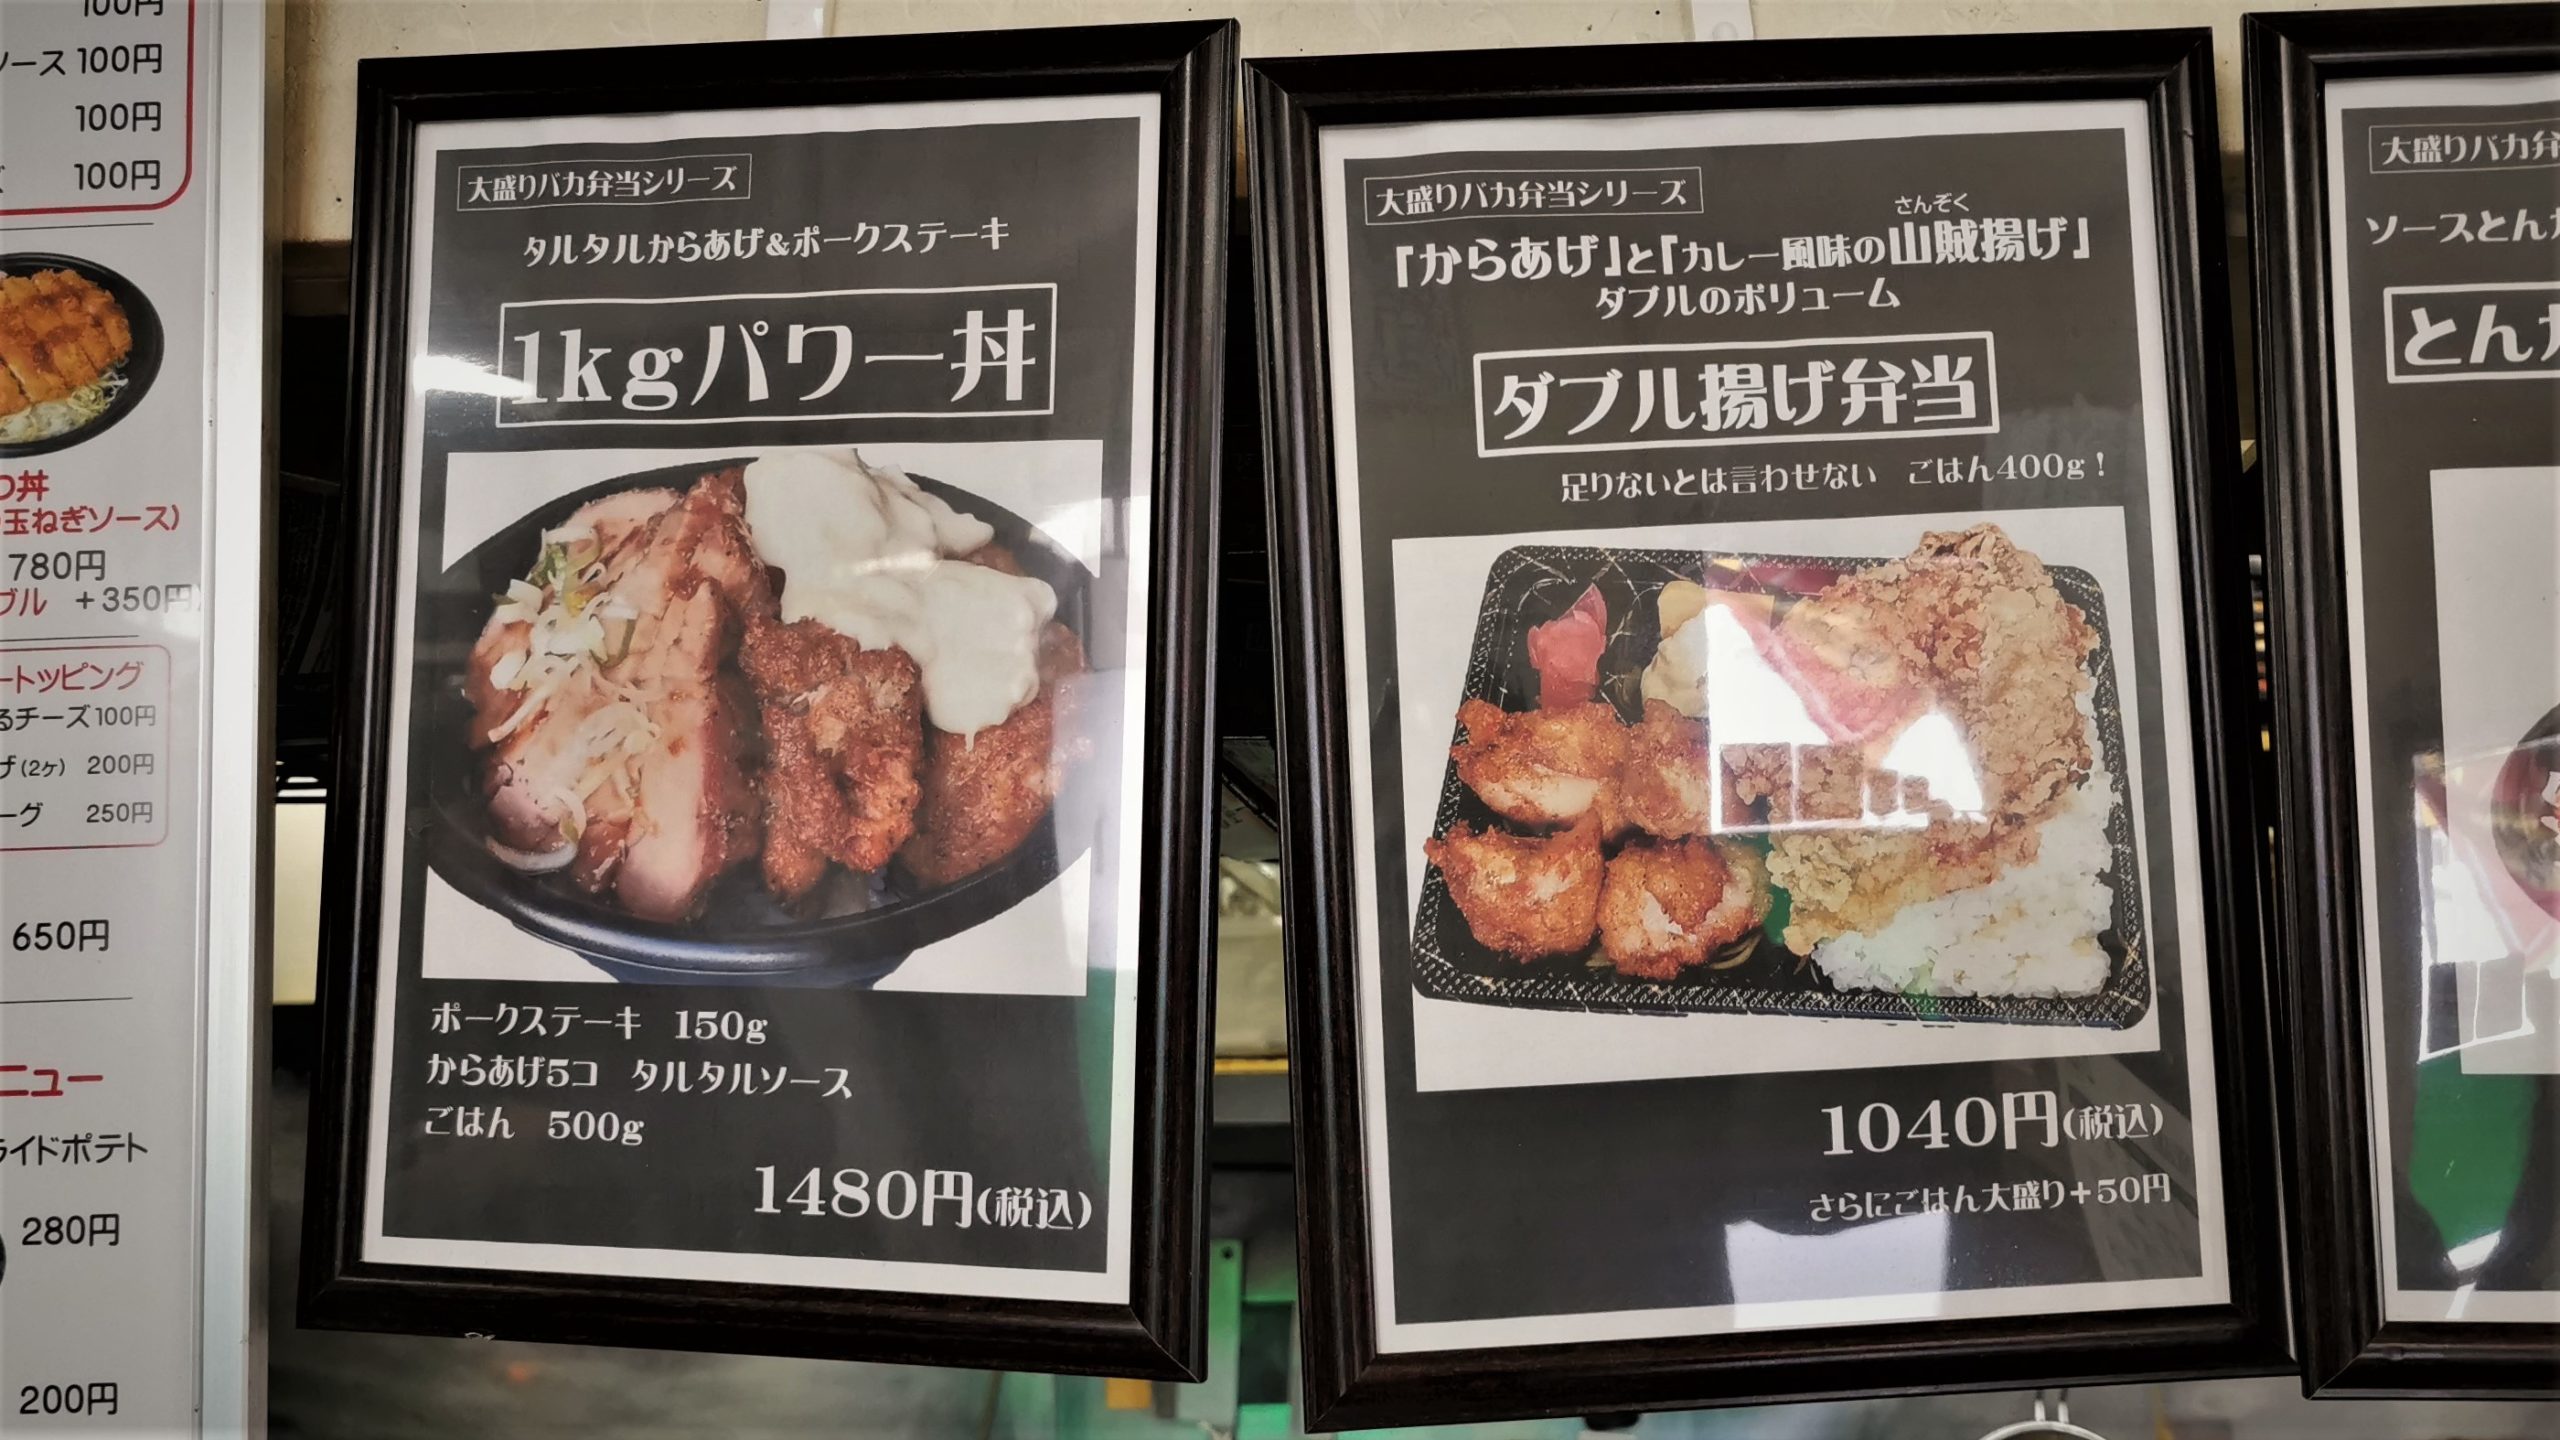 100円
ソース 100円
100円
100円
丼
玉ねぎソース)
780円
ブル +350円)
ートッピング
るチーズ 100円
げ(2ケ) 200円
ーグ 250円
650円
ニュー
ライドポテト
280円
200円
大盛りバカ弁当シリーズ
タルタルからあげ&ポークステーキ
1kgパワー丼
ポークステーキ 150g
からあげ5コ タルタルソース
ごはん 500g
1480円(税込)
大盛りバカ弁当シリーズ
さんぞく
「からあげ」と「カレー風味の山賊揚げ」
ダブルのボリューム
ダブル揚げ弁当
足りないとは言わせない ごはん400g!
1040円(税込)
さらにごはん大盛り+50円
大盛りバカ弁
ソースとん
とん